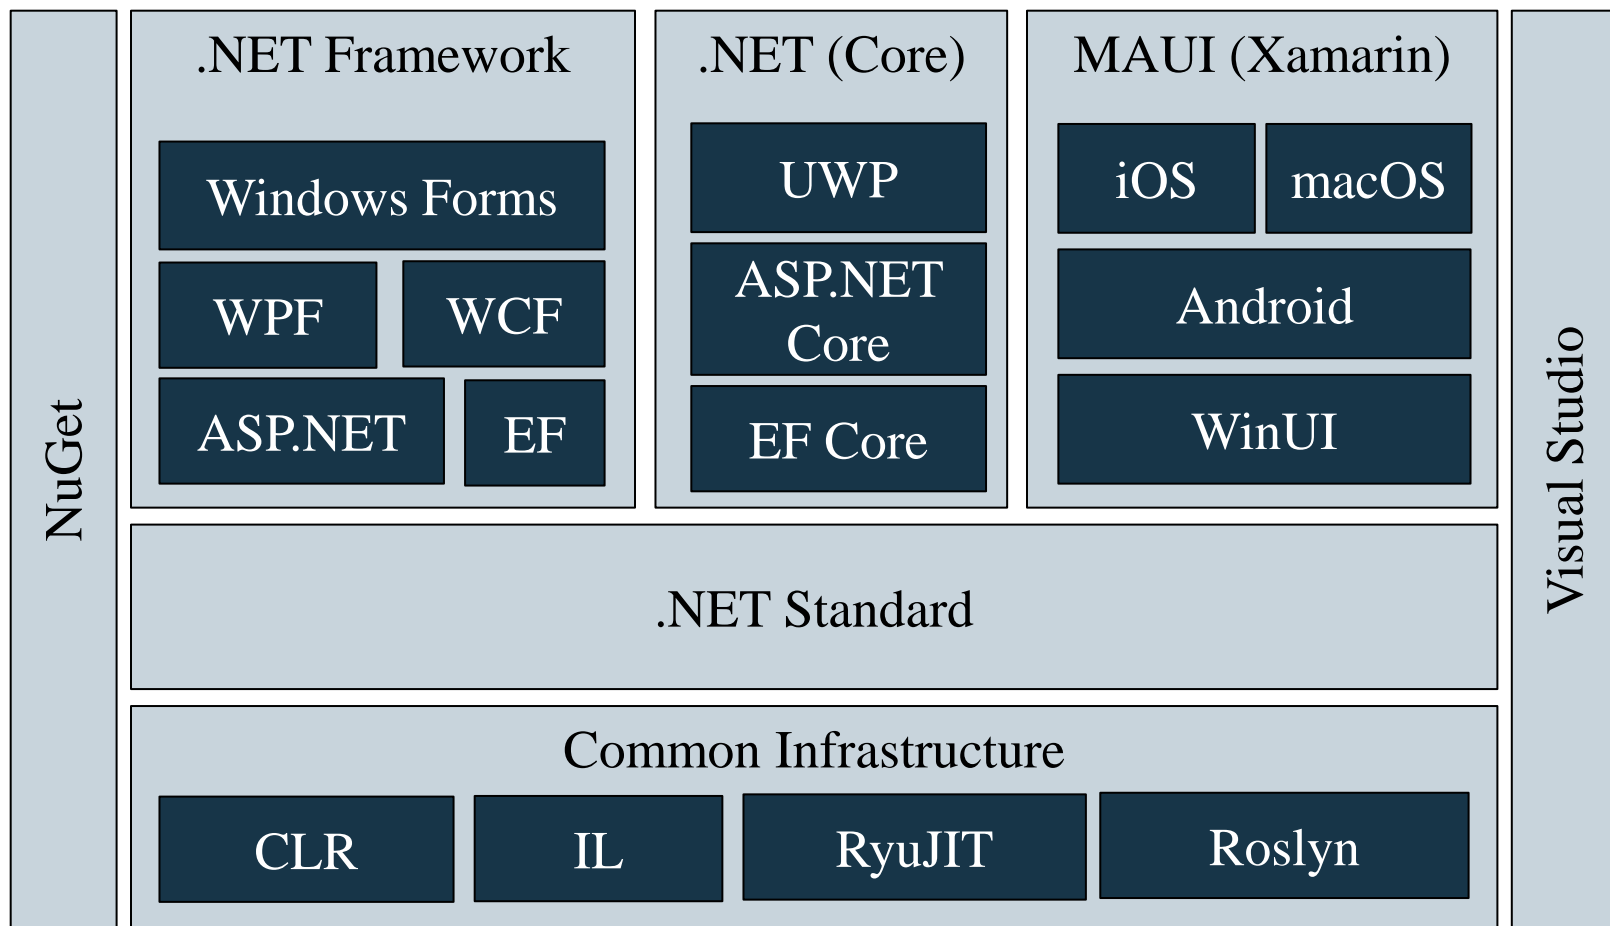 NuGet
.NET Framework
Windows Forms
WPF
WCF
ASP.NET
EF
.NET (Core)
UWP
ASP.NET
Core
EF Core
MAUI (Xamarin)
iOS
macOS
Android
WinUI
Visual Studio
.NET Standard
Common Infrastructure
CLR
IL
RyuJIT
Roslyn